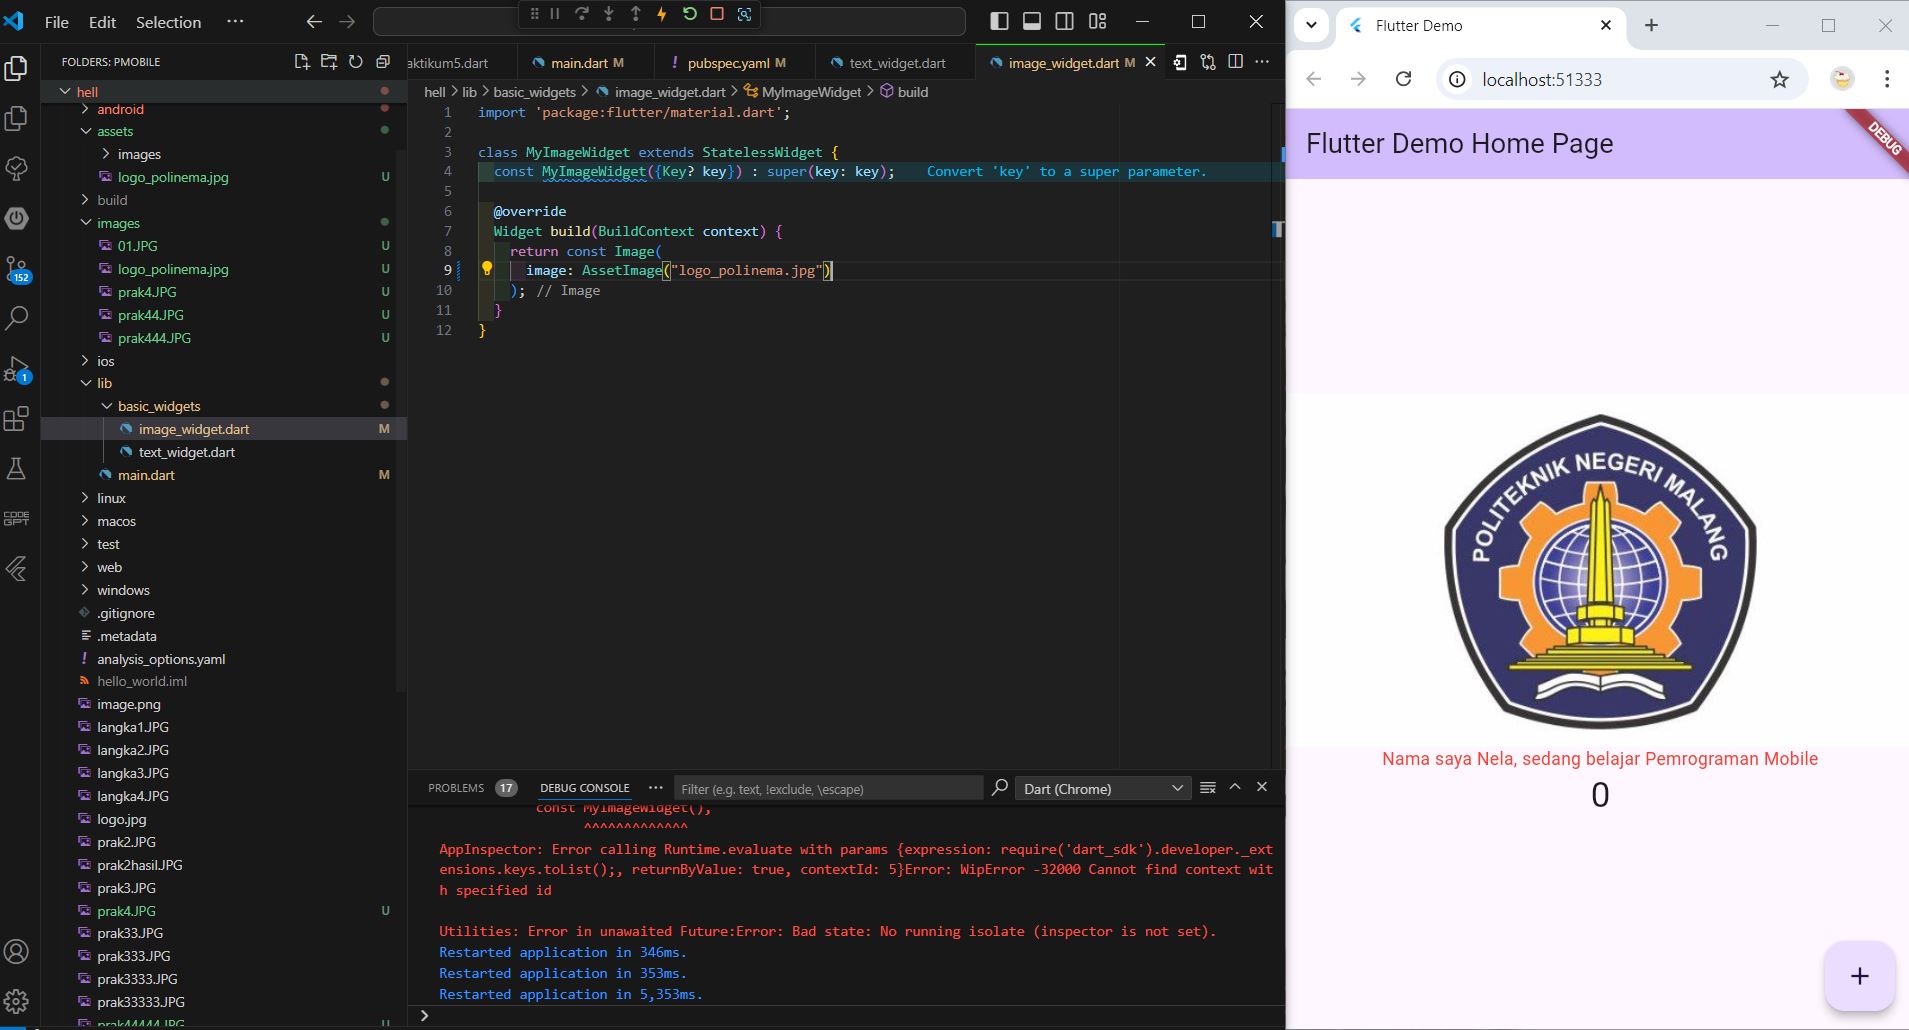 File Edit Selection ···
FOLDERS: PMOBILE
hell
android
assets
images
logo_polinema.jpg U
build
images
01.JPG U
logo_polinema.jpg U
prak4.JPG U
prak44.JPG U
prak444.JPG U
ios
lib
basic_widgets
image_widget.dart M
text_widget.dart
main.dart M
linux
macos
test
web
windows
.gitignore
.metadata
! analysis_options.yaml
hello_world.iml
image.png
langka1.JPG
langka2.JPG
langka3.JPG
langka4.JPG
logo.jpg
prak2.JPG
prak2hasil.JPG
prak3.JPG
prak4.JPG U
prak33.JPG
prak333.JPG
prak3333.JPG
prak33333.JPG
prak44444.JPG U
152
1
CODE
GPT
aktikum5.dart main.dart M ! pubspec.yaml M text_widget.dart image_widget.dart M
hell > lib > basic_widgets > image_widget.dart > MyImageWidget > build
1 import 'package:flutter/material.dart';
2
3 class MyImageWidget extends StatelessWidget {
4 const MyImageWidget({Key? key}) : super(key: key); Convert 'key' to a super parameter.
5
6 @override
7 Widget build(BuildContext context) {
8 return const Image(
9 image: AssetImage("logo_polinema.jpg")
10 ); // Image
11 }
12 }
PROBLEMS 17 DEBUG CONSOLE ··· Filter (e.g. text, !exclude, \escape) Dart (Chrome)
const MyImageWidget(),
^^^^^^^^^^^^^
AppInspector: Error calling Runtime.evaluate with params {expression: require('dart_sdk').developer._ext
ensions.keys.toList();, returnByValue: true, contextId: 5}Error: WipError -32000 Cannot find context wit
h specified id
Utilities: Error in unawaited Future:Error: Bad state: No running isolate (inspector is not set).
Restarted application in 346ms.
Restarted application in 353ms.
Restarted application in 5,353ms.
>
Flutter Demo
localhost:51333
Flutter Demo Home Page
DEBUG
POLITEKNIK NEGERI MALANG
Nama saya Nela, sedang belajar Pemrograman Mobile
0
+